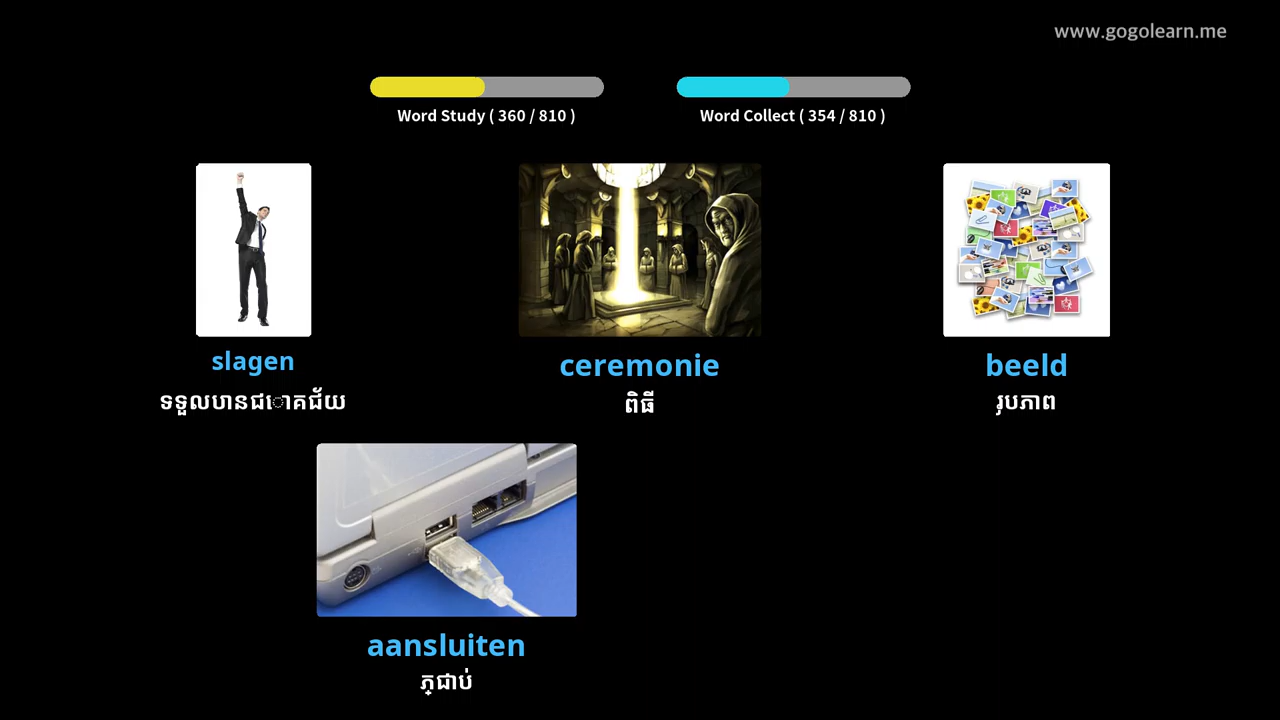 www.gogolearn.me
Word Study ( 360 / 810 )
Word Collect ( 354 / 810 )
slagen
ទទួលបានជោគជ័យ
ceremonie
ពិធី
beeld
រូបភាព
aansluiten
ភ្ជាប់